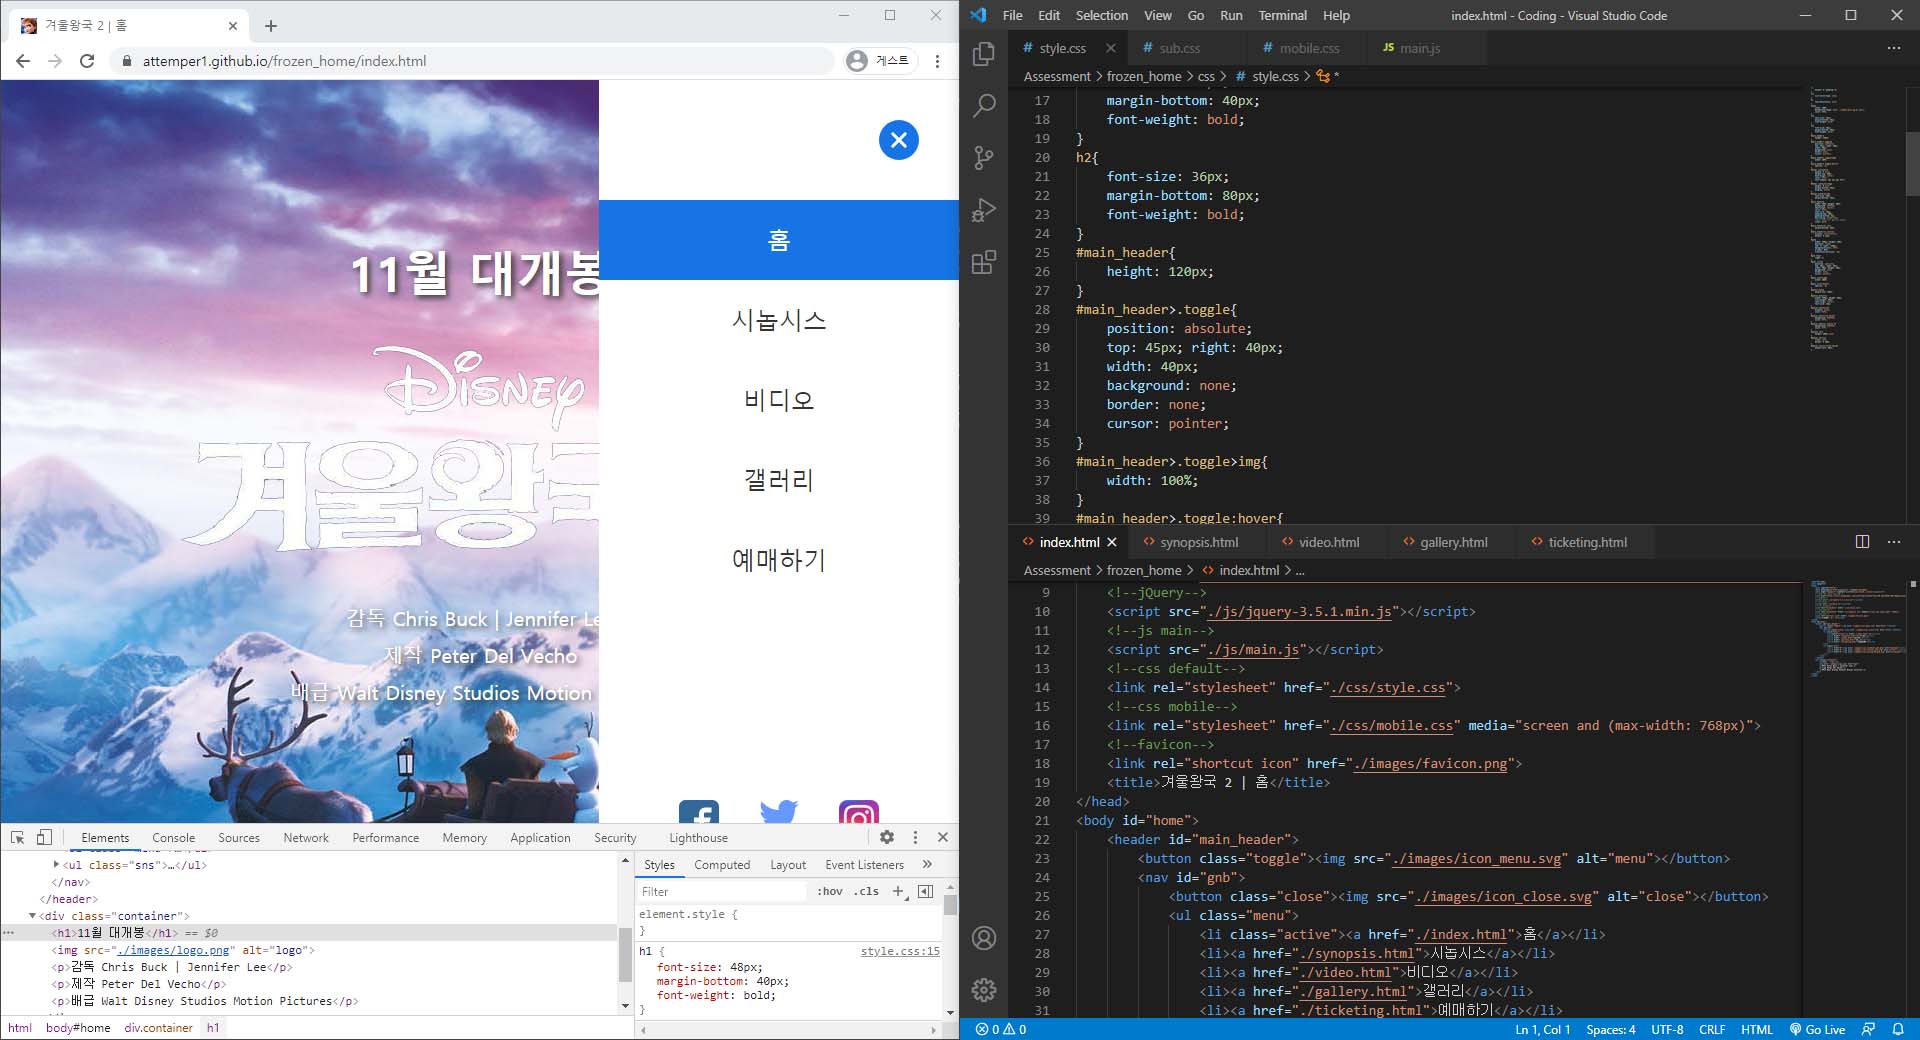 겨울왕국 2 | 홈
attemper1.github.io/frozen_home/index.html
게스트
11월 대개봉
홈
시놉시스
비디오
갤러리
예매하기
DISNEY
겨울왕국
감독 Chris Buck | Jennifer Le
제작 Peter Del Vecho
배급 Walt Disney Studios Motion
Elements Console Sources Network Performance Memory Application Security Lighthouse
<ul class="sns">…</ul>
</nav>
</header>
<div class="container">
<h1>11월 대개봉</h1> == $0
<img src="./images/logo.png" alt="logo">
<p>감독 Chris Buck | Jennifer Lee</p>
<p>제작 Peter Del Vecho</p>
<p>배급 Walt Disney Studios Motion Pictures</p>
html body#home div.container h1
Styles Computed Layout Event Listeners »
Filter :hov .cls +
element.style {
}
h1 { style.css:15
font-size: 48px;
margin-bottom: 40px;
font-weight: bold;
}
File Edit Selection View Go Run Terminal Help index.html - Coding - Visual Studio Code
# style.css # sub.css # mobile.css JS main.js
Assessment > frozen_home > css > # style.css > *
17 margin-bottom: 40px;
18 font-weight: bold;
19 }
20 h2{
21 font-size: 36px;
22 margin-bottom: 80px;
23 font-weight: bold;
24 }
25 #main_header{
26 height: 120px;
27 }
28 #main_header>.toggle{
29 position: absolute;
30 top: 45px; right: 40px;
31 width: 40px;
32 background: none;
33 border: none;
34 cursor: pointer;
35 }
36 #main_header>.toggle>img{
37 width: 100%;
38 }
39 #main_header>.toggle:hover{
index.html synopsis.html video.html gallery.html ticketing.html
Assessment > frozen_home > index.html > ...
9 <!--jQuery-->
10 <script src="./js/jquery-3.5.1.min.js"></script>
11 <!--js main-->
12 <script src="./js/main.js"></script>
13 <!--css default-->
14 <link rel="stylesheet" href="./css/style.css">
15 <!--css mobile-->
16 <link rel="stylesheet" href="./css/mobile.css" media="screen and (max-width: 768px)">
17 <!--favicon-->
18 <link rel="shortcut icon" href="./images/favicon.png">
19 <title>겨울왕국 2 | 홈</title>
20 </head>
21 <body id="home">
22 <header id="main_header">
23 <button class="toggle"><img src="./images/icon_menu.svg" alt="menu"></button>
24 <nav id="gnb">
25 <button class="close"><img src="./images/icon_close.svg" alt="close"></button>
26 <ul class="menu">
27 <li class="active"><a href="./index.html">홈</a></li>
28 <li><a href="./synopsis.html">시놉시스</a></li>
29 <li><a href="./video.html">비디오</a></li>
30 <li><a href="./gallery.html">갤러리</a></li>
31 <li><a href="./ticketing.html">예매하기</a></li>
0 0 Ln 1, Col 1 Spaces: 4 UTF-8 CRLF HTML Go Live